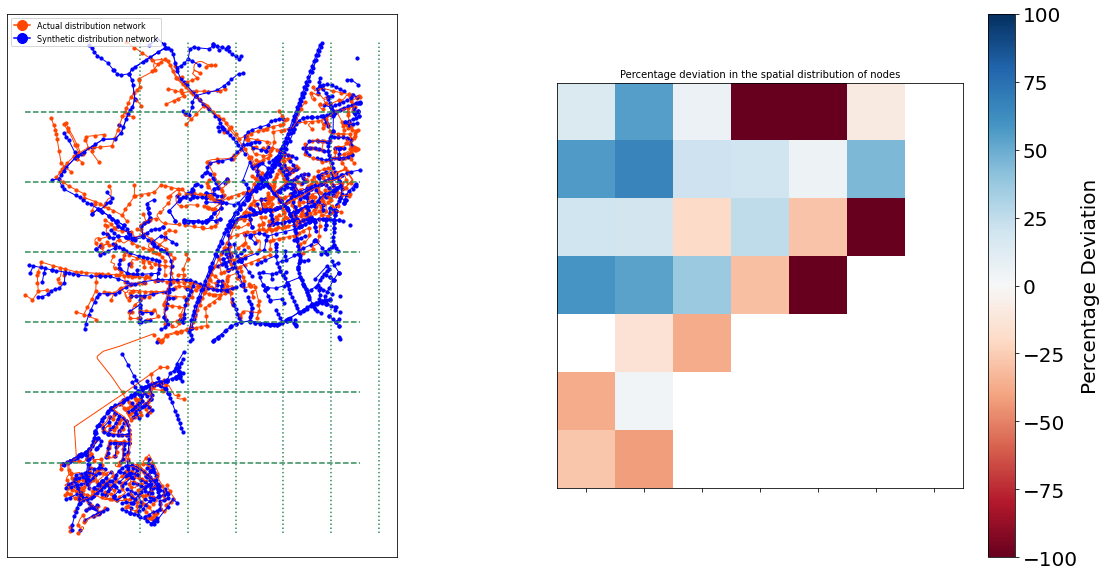 Actual distribution network
Synthetic distribution network
Percentage deviation in the spatial distribution of nodes
100
75
50
25
0
−25
−50
−75
−100
Percentage Deviation